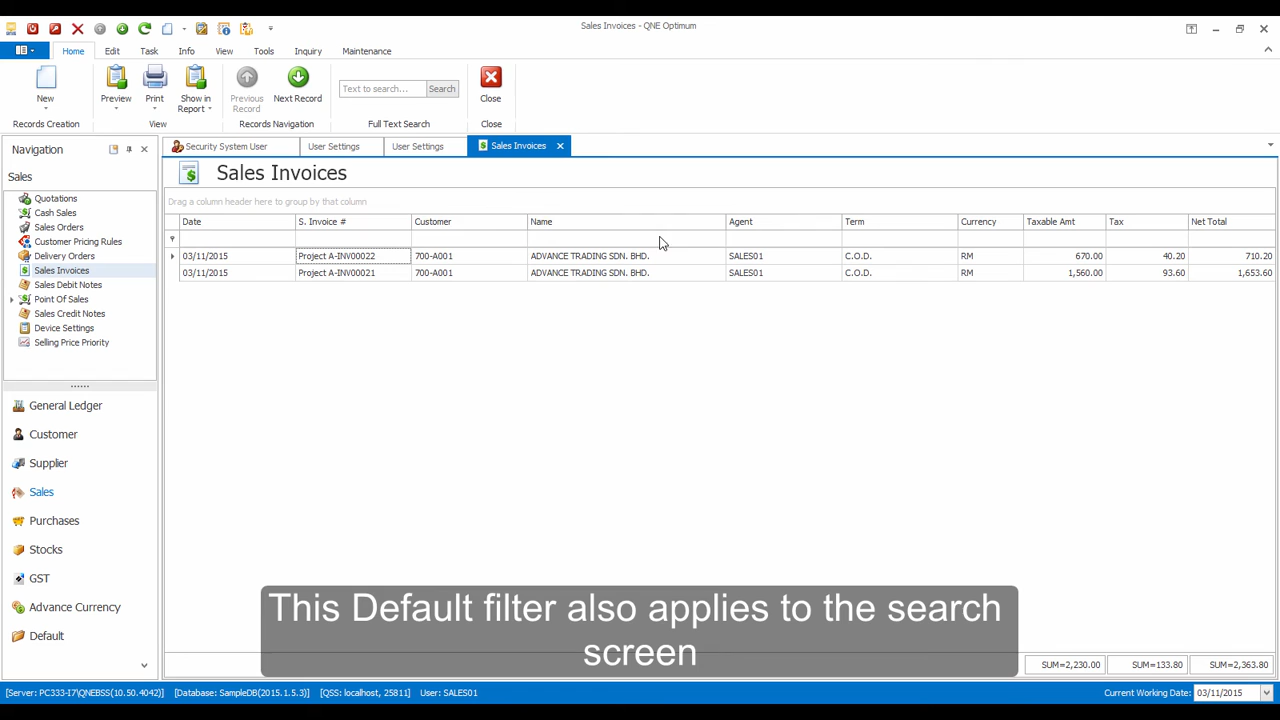 Sales Invoices - QNE Optimum
Home Edit Task Info View Tools Inquiry Maintenance
New Preview Print Show in Report Previous Record Next Record Text to search... Search Close
Records Creation View Records Navigation Full Text Search Close
Navigation
Security System User User Settings User Settings Sales Invoices
Sales
Quotations
Cash Sales
Sales Orders
Customer Pricing Rules
Delivery Orders
Sales Invoices
Sales Debit Notes
Point Of Sales
Sales Credit Notes
Device Settings
Selling Price Priority
General Ledger
Customer
Supplier
Sales
Purchases
Stocks
GST
Advance Currency
Default
Sales Invoices
Drag a column header here to group by that column
Date S. Invoice # Customer Name Agent Term Currency Taxable Amt Tax Net Total
03/11/2015 Project A-INV00022 700-A001 ADVANCE TRADING SDN. BHD. SALES01 C.O.D. RM 670.00 40.20 710.20
03/11/2015 Project A-INV00021 700-A001 ADVANCE TRADING SDN. BHD. SALES01 C.O.D. RM 1,560.00 93.60 1,653.60
This Default filter also applies to the search
screen
SUM=2,230.00 SUM=133.80 SUM=2,363.80
[Server: PC333-I7\QNEBSS(10.50.4042)] [Database: SampleDB(2015.1.5.3)] [QSS: localhost, 25811] User: SALES01 Current Working Date: 03/11/2015